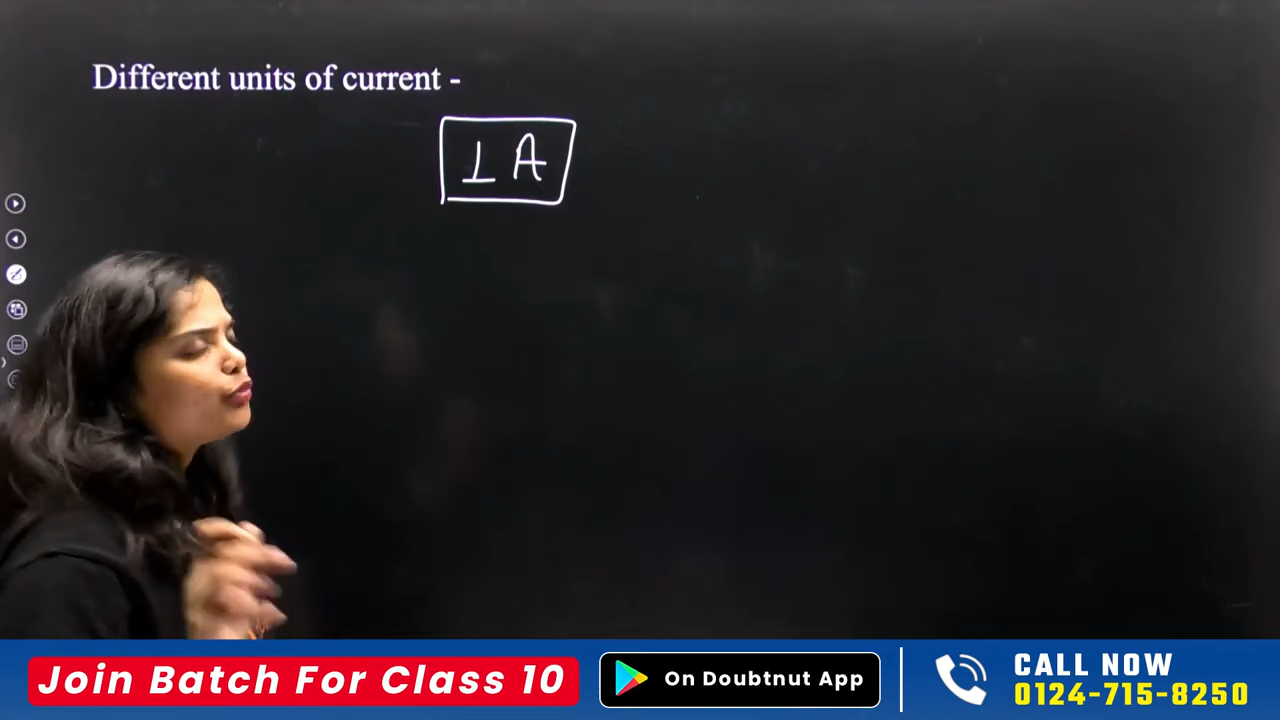 Different units of current -
1 A
Join Batch For Class 10
On Doubtnut App
CALL NOW
0124-715-8250